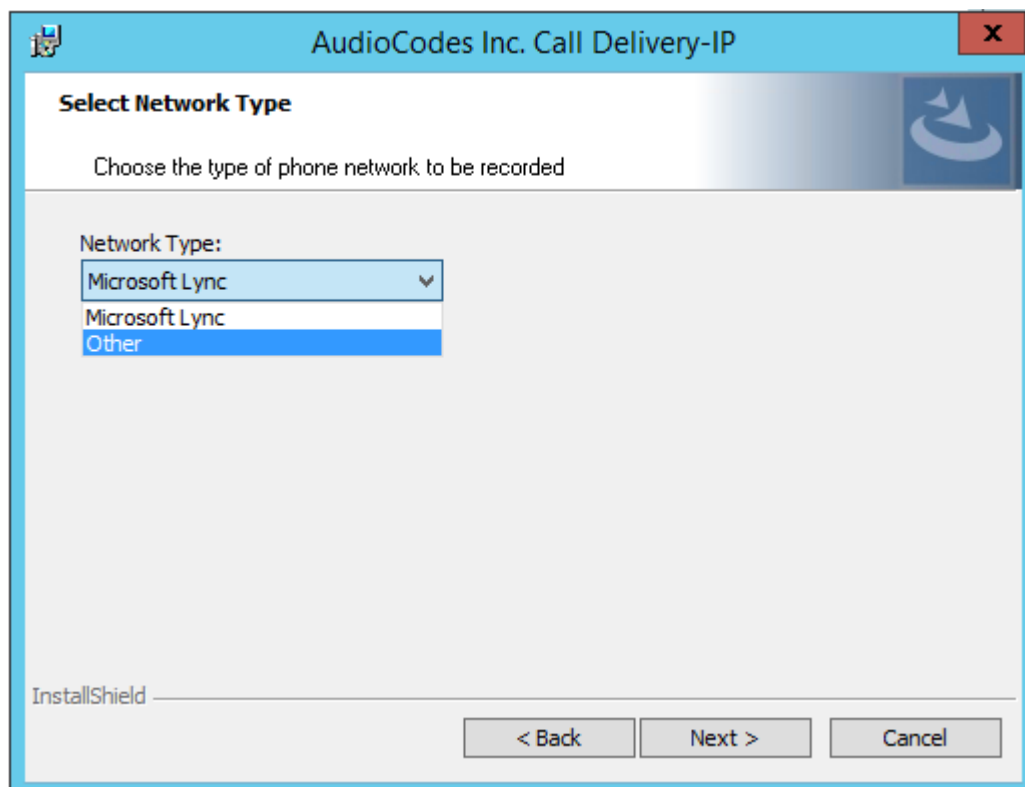 AudioCodes Inc. Call Delivery-IP
x
Select Network Type
Choose the type of phone network to be recorded
Network Type:
Microsoft Lync
Microsoft Lync
Other
InstallShield
< Back Next > Cancel